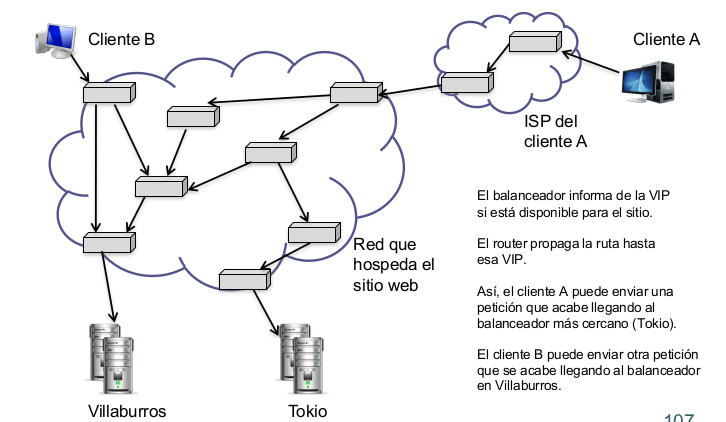 Cliente B
Cliente A
ISP del
cliente A
El balanceador informa de la VIP
si está disponible para el sitio.
El router propaga la ruta hasta
esa VIP.
Así, el cliente A puede enviar una
petición que acabe llegando al
balanceador más cercano (Tokio).
El cliente B puede enviar otra petición
que se acabe llegando al balanceador
en Villaburros.
Red que
hospeda el
sitio web
Villaburros
Tokio
107